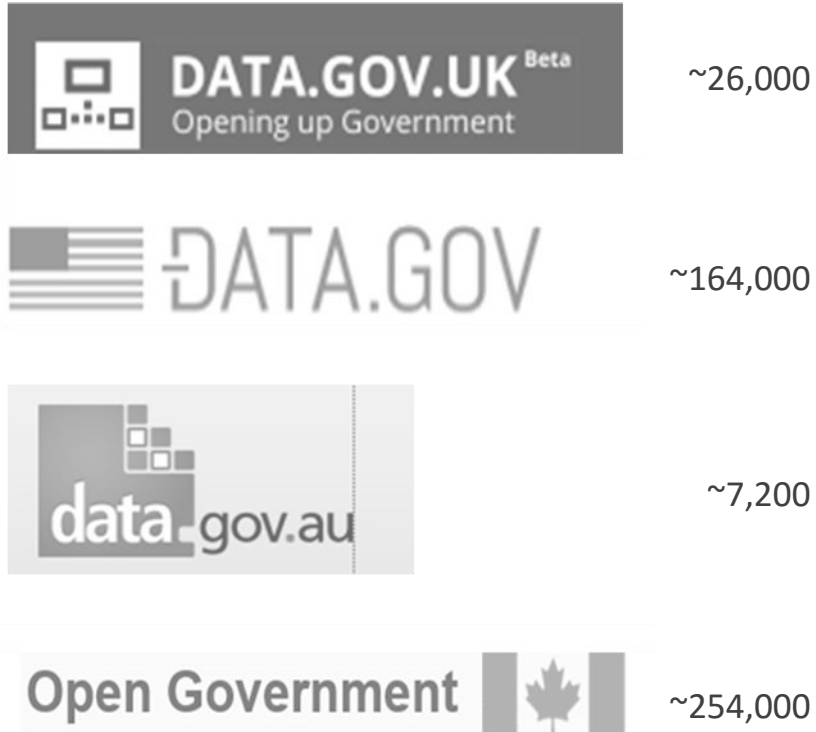 DATA.GOV.UK Beta
Opening up Government
~26,000
DATA.GOV
~164,000
data.gov.au
~7,200
Open Government
~254,000